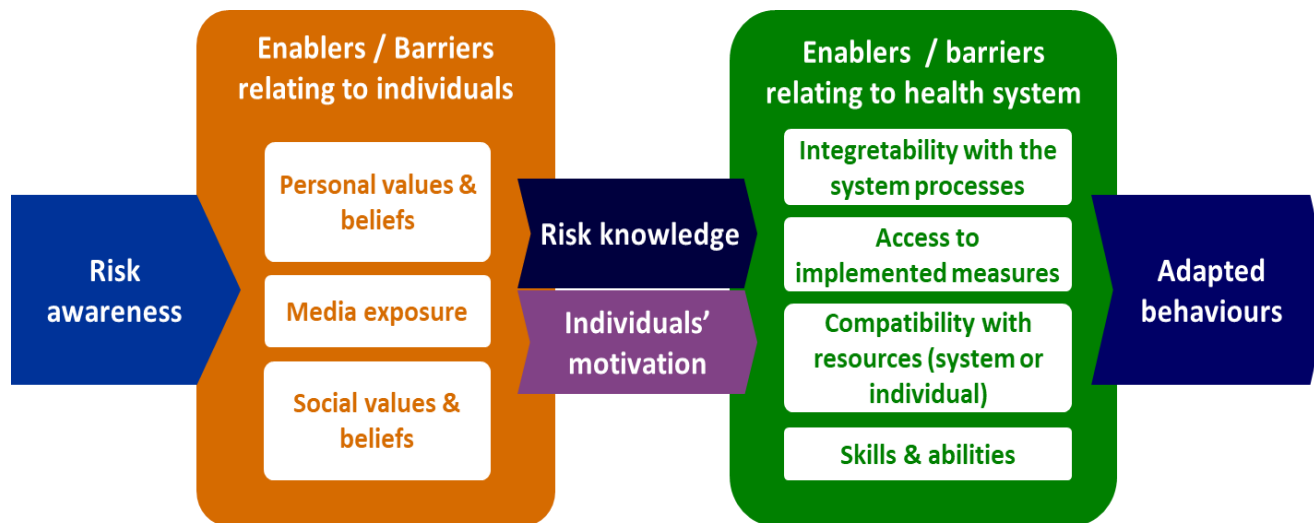 Risk
awareness
Enablers / Barriers
relating to individuals
Personal values &
beliefs
Media exposure
Social values &
beliefs
Risk knowledge
Individuals’
motivation
Enablers / barriers
relating to health system
Integretability with the
system processes
Access to
implemented measures
Compatibility with
resources (system or
individual)
Skills & abilities
Adapted
behaviours